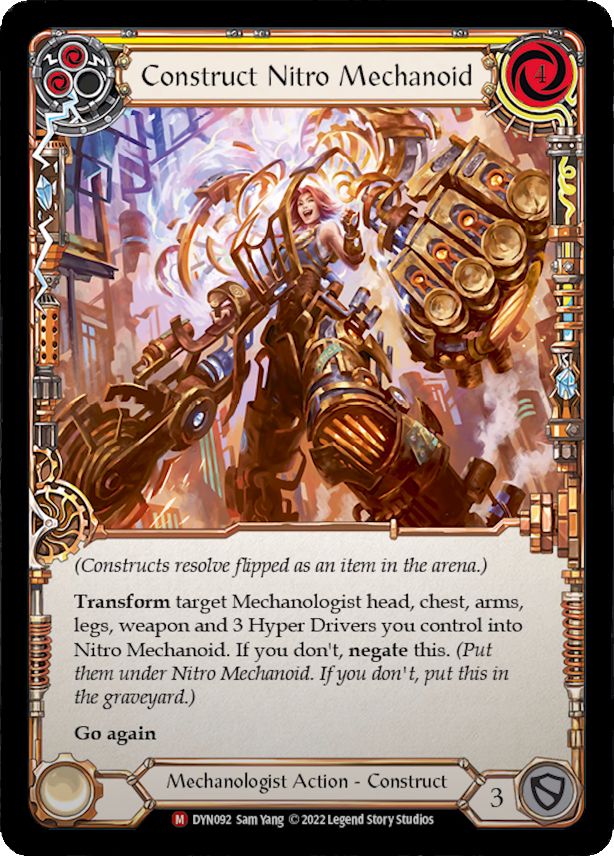 Construct Nitro Mechanoid
4
(Constructs resolve flipped as an item in the arena.)
Transform target Mechanologist head, chest, arms,
legs, weapon and 3 Hyper Drivers you control into
Nitro Mechanoid. If you don't, negate this. (Put
them under Nitro Mechanoid. If you don't, put this in
the graveyard.)
Go again
Mechanologist Action - Construct
3
M DYN092 Sam Yang ©2022 Legend Story Studios